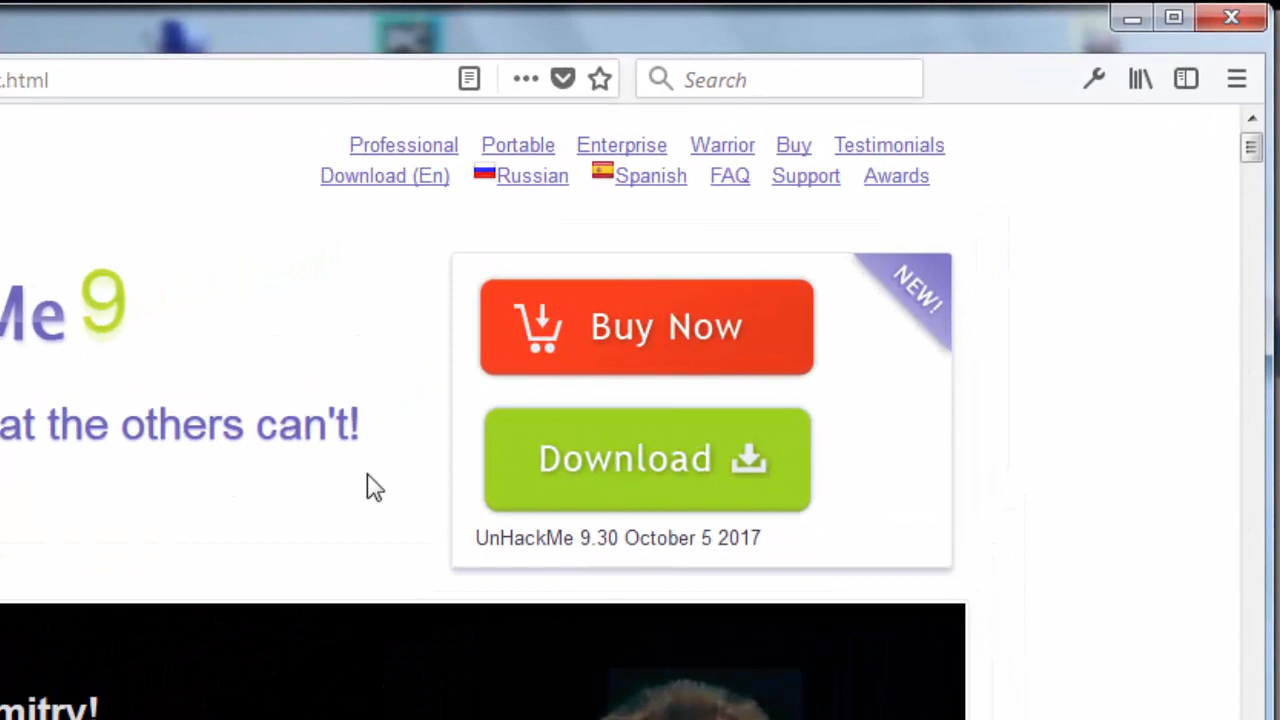 .html
Search
Professional Portable Enterprise Warrior Buy Testimonials
Download (En) Russian Spanish FAQ Support Awards
NEW!
Me 9
Buy Now
at the others can't!
Download
UnHackMe 9.30 October 5 2017
mitry!